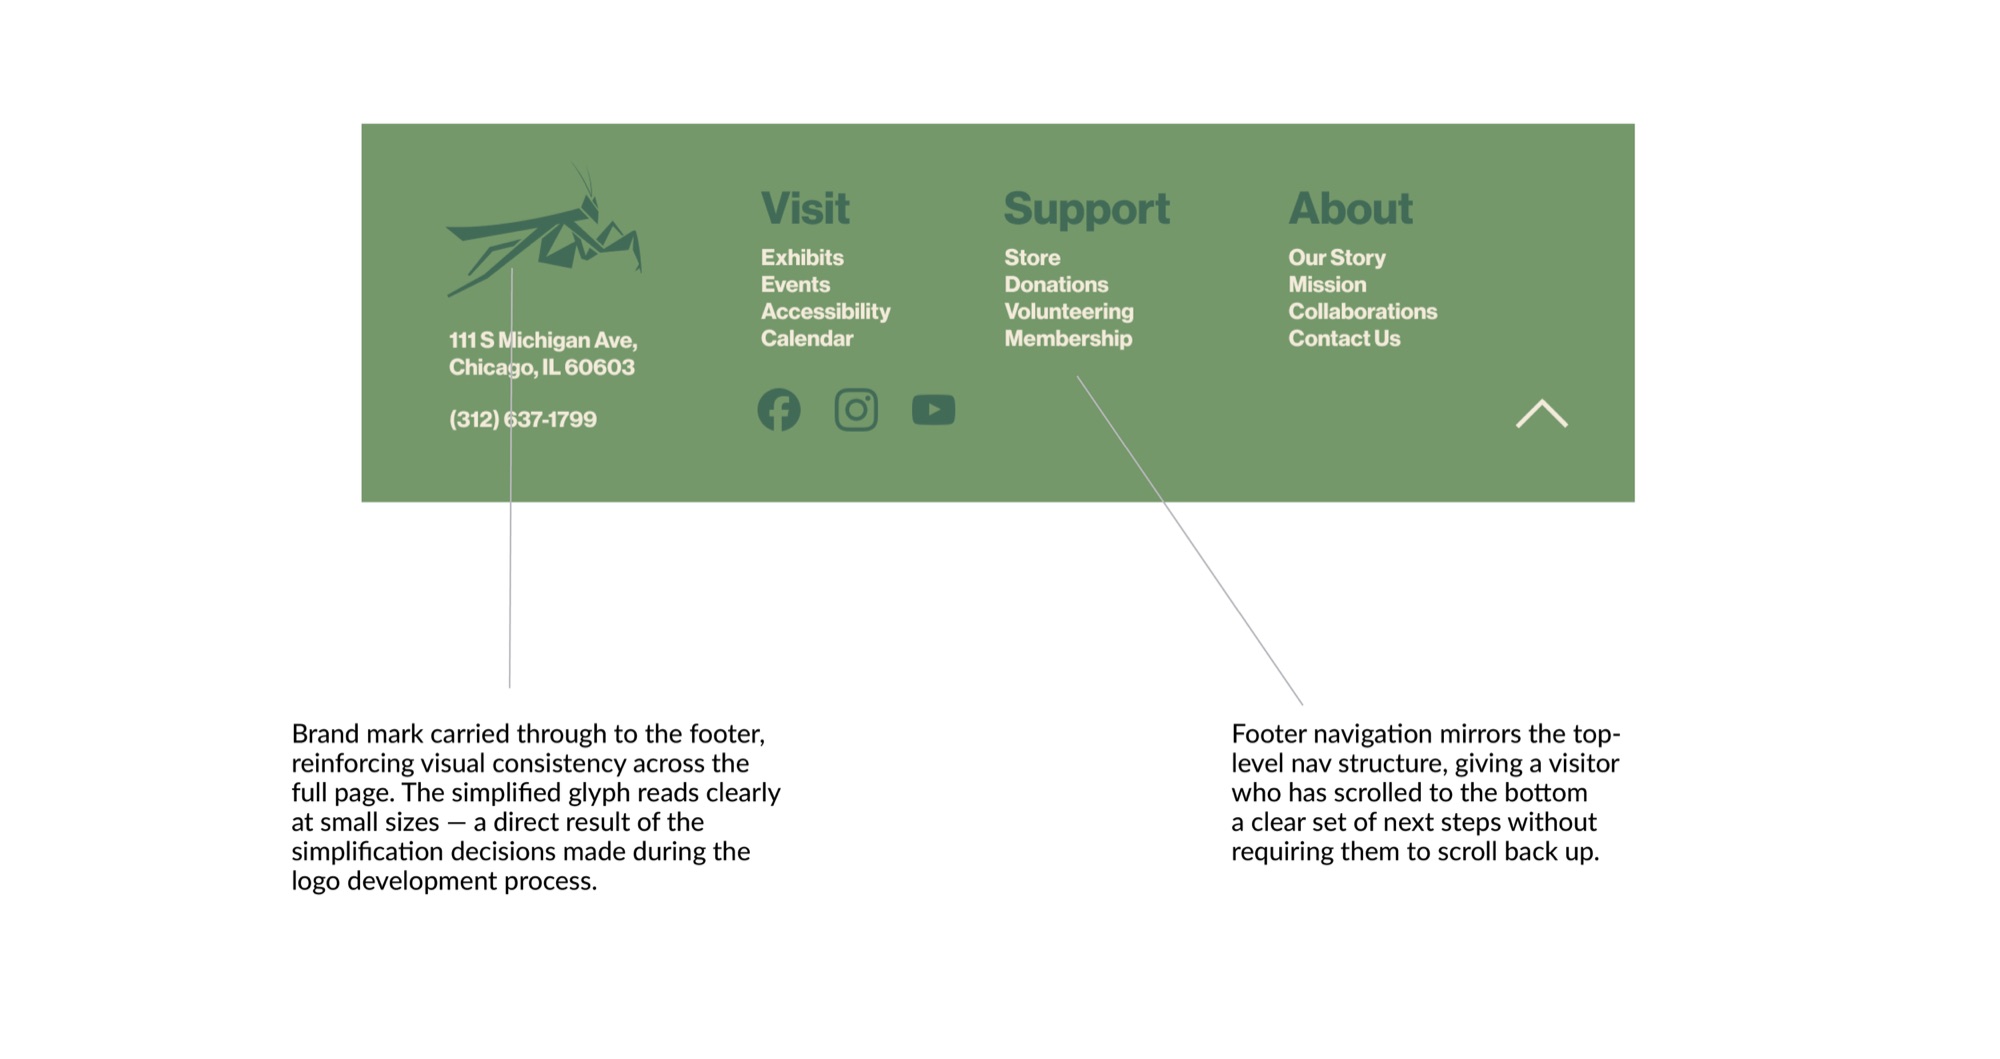 Visit
Exhibits
Events
Accessibility
Calendar
Support
Store
Donations
Volunteering
Membership
About
Our Story
Mission
Collaborations
Contact Us
111 S Michigan Ave,
Chicago, IL 60603
(312) 637-1799
Brand mark carried through to the footer,
reinforcing visual consistency across the
full page. The simplified glyph reads clearly
at small sizes — a direct result of the
simplification decisions made during the
logo development process.
Footer navigation mirrors the top-
level nav structure, giving a visitor
who has scrolled to the bottom
a clear set of next steps without
requiring them to scroll back up.